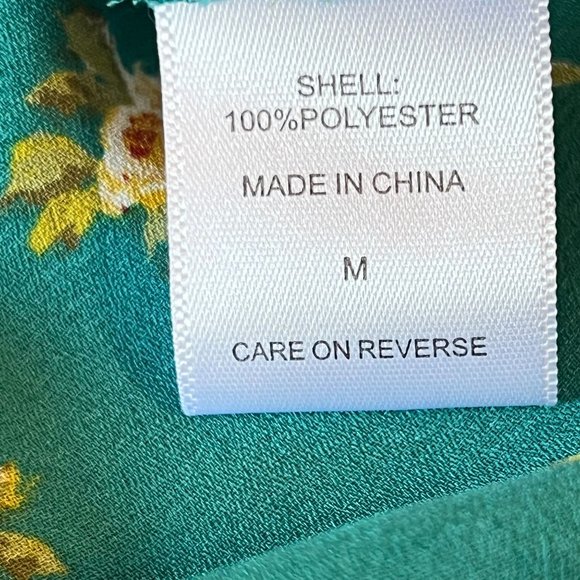 SHELL:
100%POLYESTER
MADE IN CHINA
M
CARE ON REVERSE